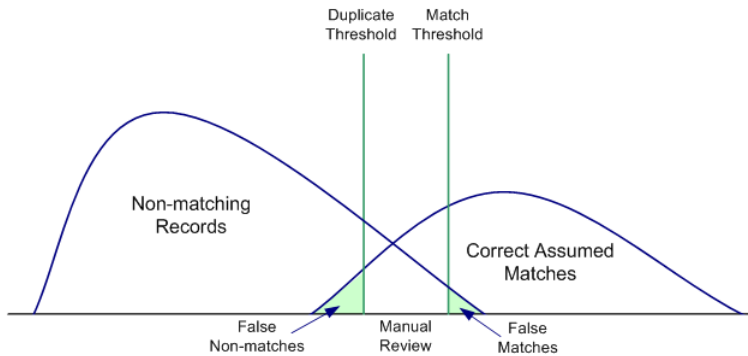 Duplicate
Threshold
Match
Threshold
Non-matching
Records
Correct Assumed
Matches
False
Non-matches
Manual
Review
False
Matches